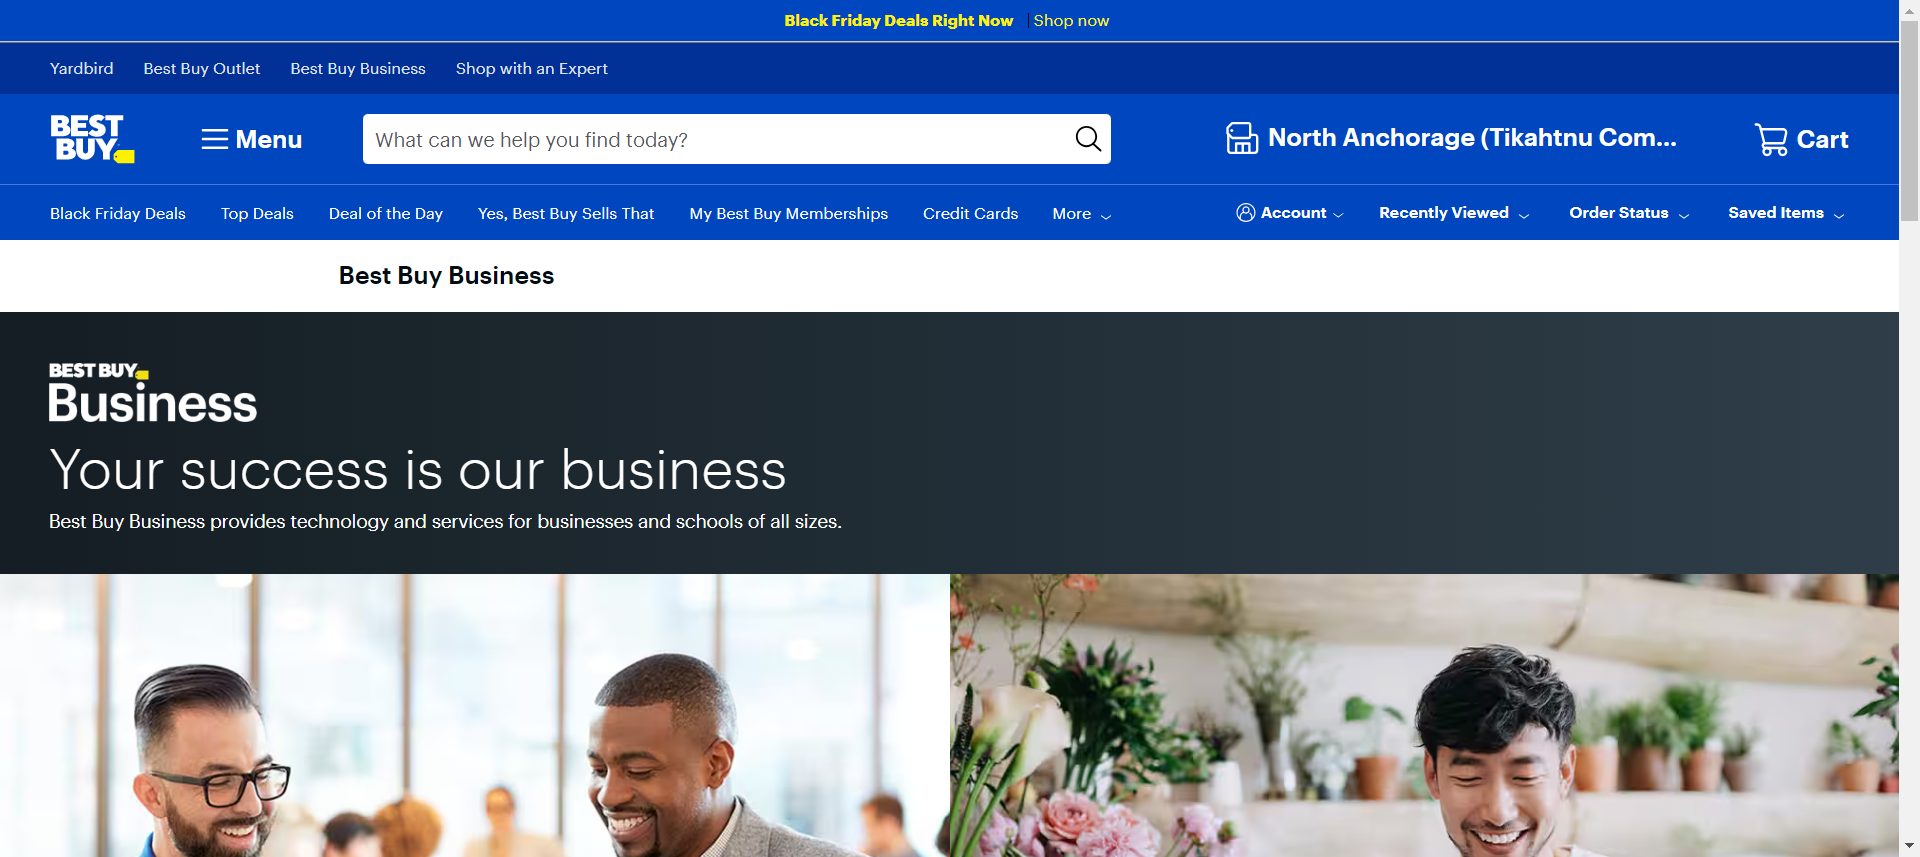 Black Friday Deals Right Now | Shop now
Yardbird Best Buy Outlet Best Buy Business Shop with an Expert
BEST BUY
Menu
What can we help you find today?
North Anchorage (Tikahtnu Com...
Cart
Black Friday Deals Top Deals Deal of the Day Yes, Best Buy Sells That My Best Buy Memberships Credit Cards More
Account Recently Viewed Order Status Saved Items
Best Buy Business
BEST BUY
Business
Your success is our business
Best Buy Business provides technology and services for businesses and schools of all sizes.